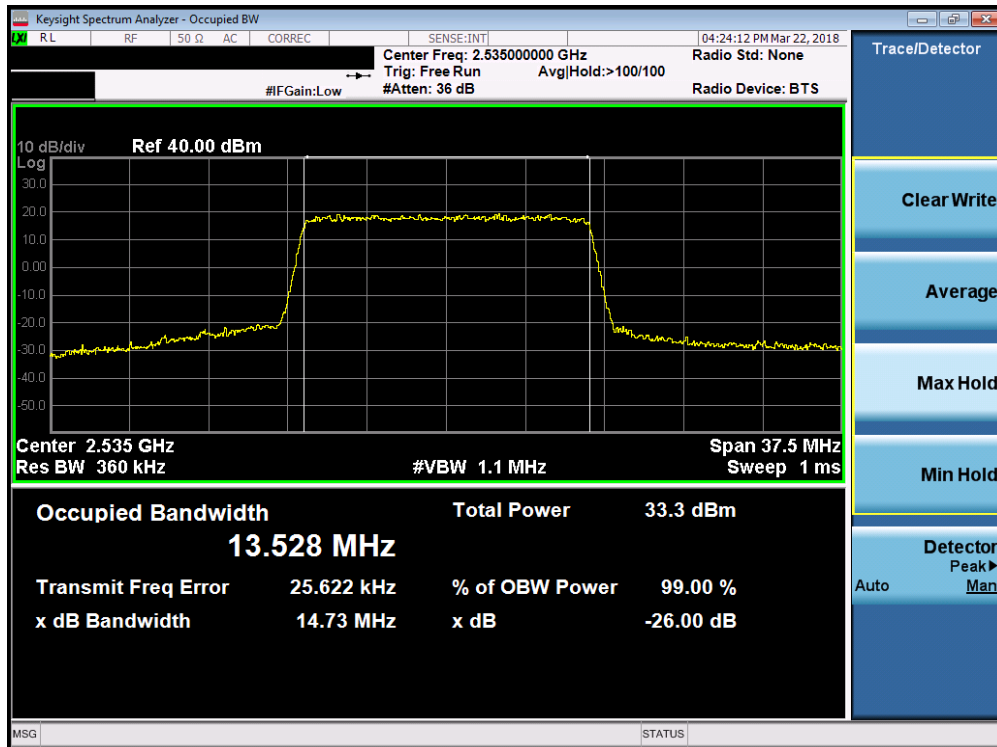 Keysight Spectrum Analyzer - Occupied BW
LXI RL RF 50 Ω AC CORREC SENSE:INT 04:24:12 PM Mar 22, 2018
Center Freq: 2.535000000 GHz Radio Std: None
Trig: Free Run Avg|Hold:>100/100
#IFGain:Low #Atten: 36 dB Radio Device: BTS
Trace/Detector
10 dB/div Ref 40.00 dBm
Log
30.0
20.0
10.0
0.00
-10.0
-20.0
-30.0
-40.0
-50.0
Center 2.535 GHz Span 37.5 MHz
Res BW 360 kHz #VBW 1.1 MHz Sweep 1 ms
Occupied Bandwidth Total Power 33.3 dBm
13.528 MHz
Transmit Freq Error 25.622 kHz % of OBW Power 99.00 %
x dB Bandwidth 14.73 MHz x dB -26.00 dB
Clear Write
Average
Max Hold
Min Hold
Detector
Peak▶
Auto Man
MSG STATUS